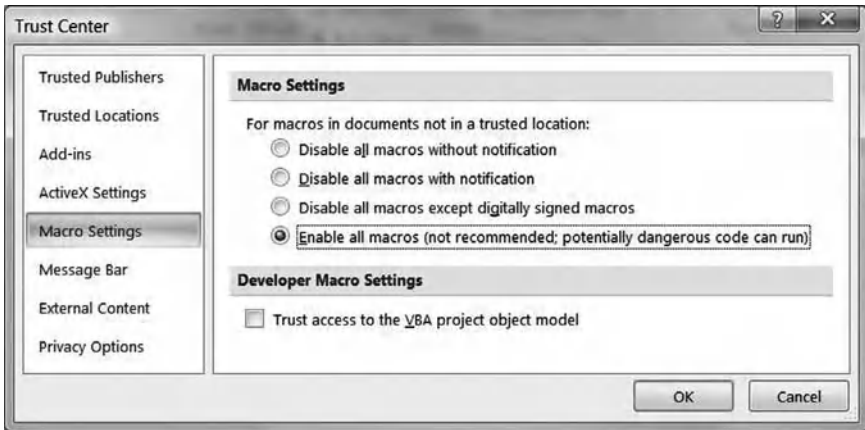 Trust Center
Trusted Publishers
Trusted Locations
Add-ins
ActiveX Settings
Macro Settings
Message Bar
External Content
Privacy Options
Macro Settings
For macros in documents not in a trusted location:
Disable all macros without notification
Disable all macros with notification
Disable all macros except digitally signed macros
Enable all macros (not recommended; potentially dangerous code can run)
Developer Macro Settings
Trust access to the VBA project object model
OK
Cancel